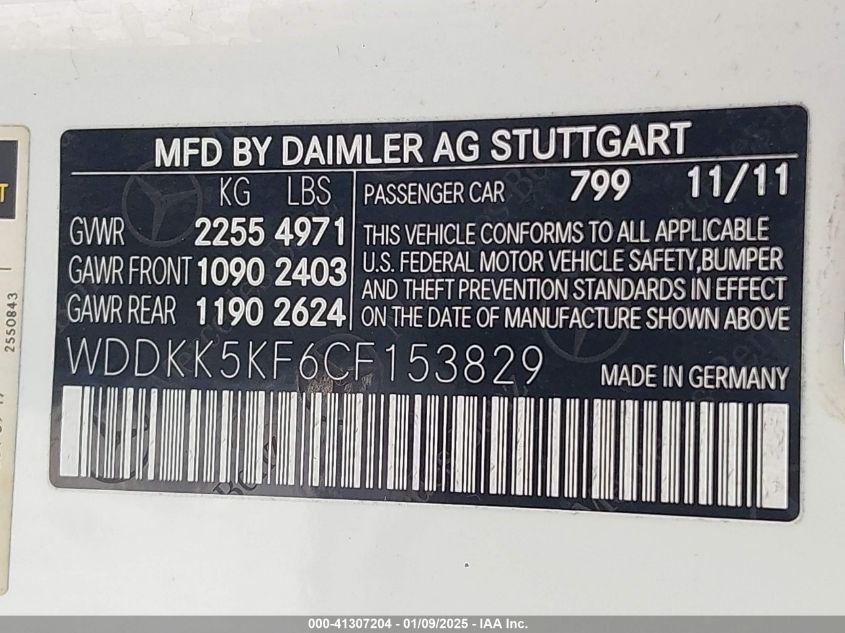 MFD BY DAIMLER AG STUTTGART
KG LBS
GVWR 2255 4971
GAWR FRONT 1090 2403
GAWR REAR 1190 2624
PASSENGER CAR 799 11/11
THIS VEHICLE CONFORMS TO ALL APPLICABLE
U.S. FEDERAL MOTOR VEHICLE SAFETY,BUMPER
AND THEFT PREVENTION STANDARDS IN EFFECT
ON THE DATE OF MANUFACTURE SHOWN ABOVE
WDDKK5KF6CF153829
MADE IN GERMANY
2550843
000-41307204 - 01/09/2025 - IAA Inc.